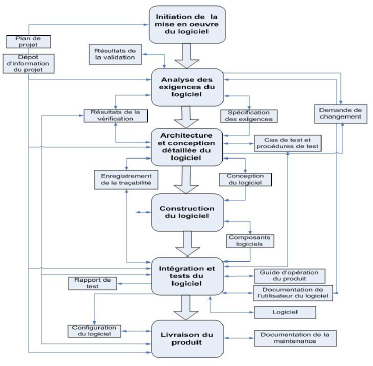 Initiation de la
mise en oeuvre
du logiciel
Plan de
projet
Résultats de
la validation
Dépôt
d'information
du projet
Analyse des
exigences du
logiciel
Résultats de la
vérification
Spécification
des exigences
Demande de
changement
Architecture
et conception
détaillée du
logiciel
Cas de test et
procédures de test
Enregistrement
de la traçabilité
Conception
du logiciel
Construction
du logiciel
Composants
logiciels
Intégration et
tests du
logiciel
Guide d'opération
du produit
Rapport de
test
Documentation de
l'utilisateur du logiciel
Logiciel
Configuration
du logiciel
Livraison du
produit
Documentation de la
maintenance